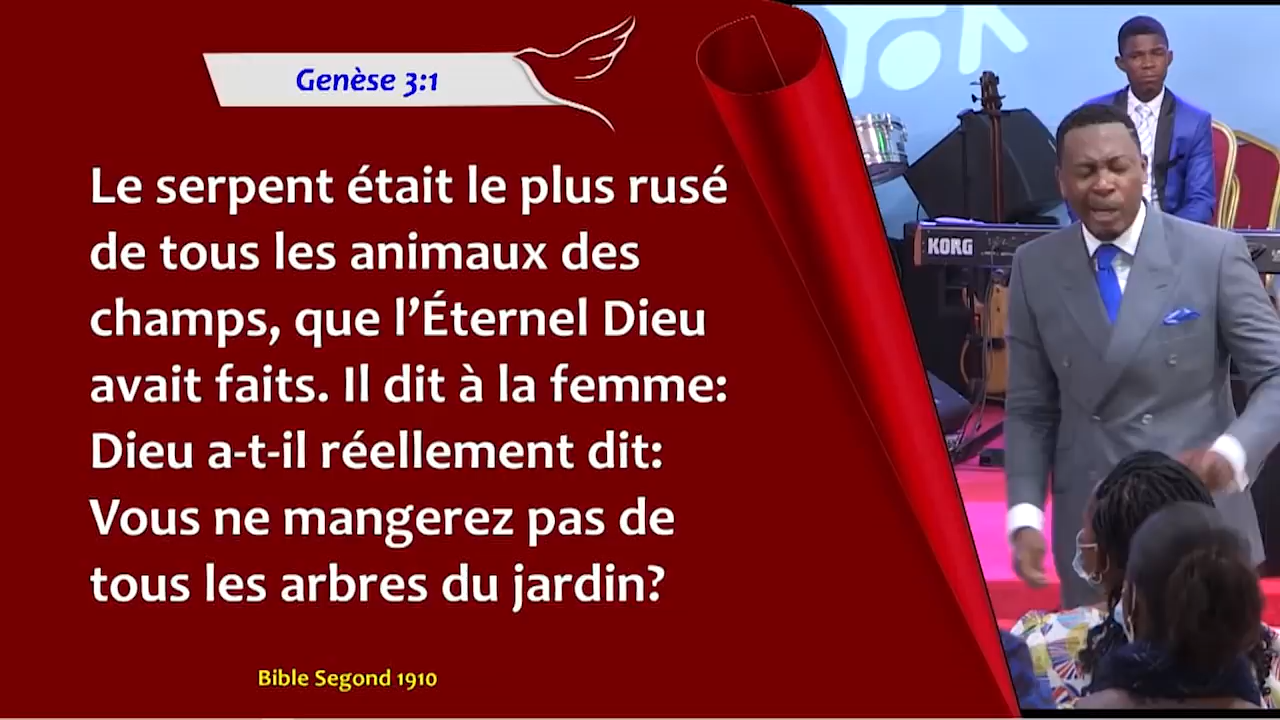 Genèse 3:1
Le serpent était le plus rusé
de tous les animaux des
champs, que l’Éternel Dieu
avait faits. Il dit à la femme:
Dieu a-t-il réellement dit:
Vous ne mangerez pas de
tous les arbres du jardin?
Bible Segond 1910
KORG